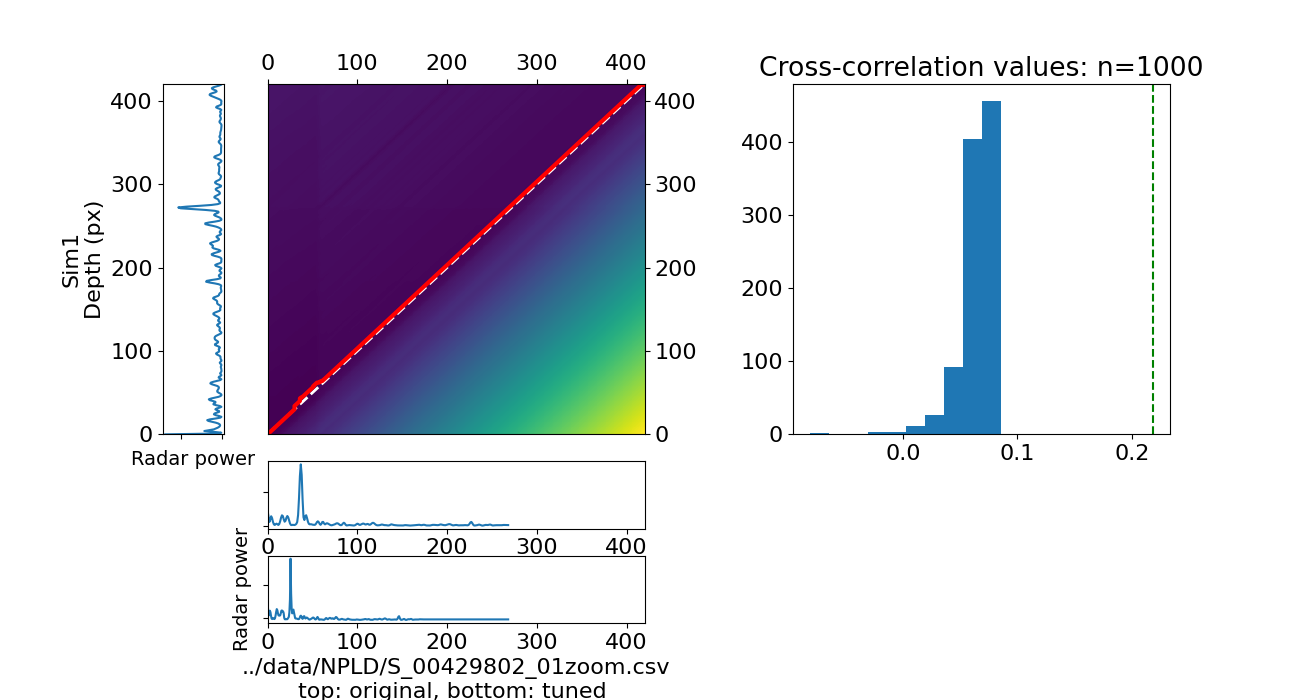 0 100 200 300 400
Cross-correlation values: n=1000
400
300
200
100
0
Sim1
Depth (px)
400
300
200
100
0
400
300
200
100
0
0.0 0.1 0.2
Radar power
0 100 200 300 400
Radar power
0 100 200 300 400
../data/NPLD/S_00429802_01zoom.csv
top: original, bottom: tuned